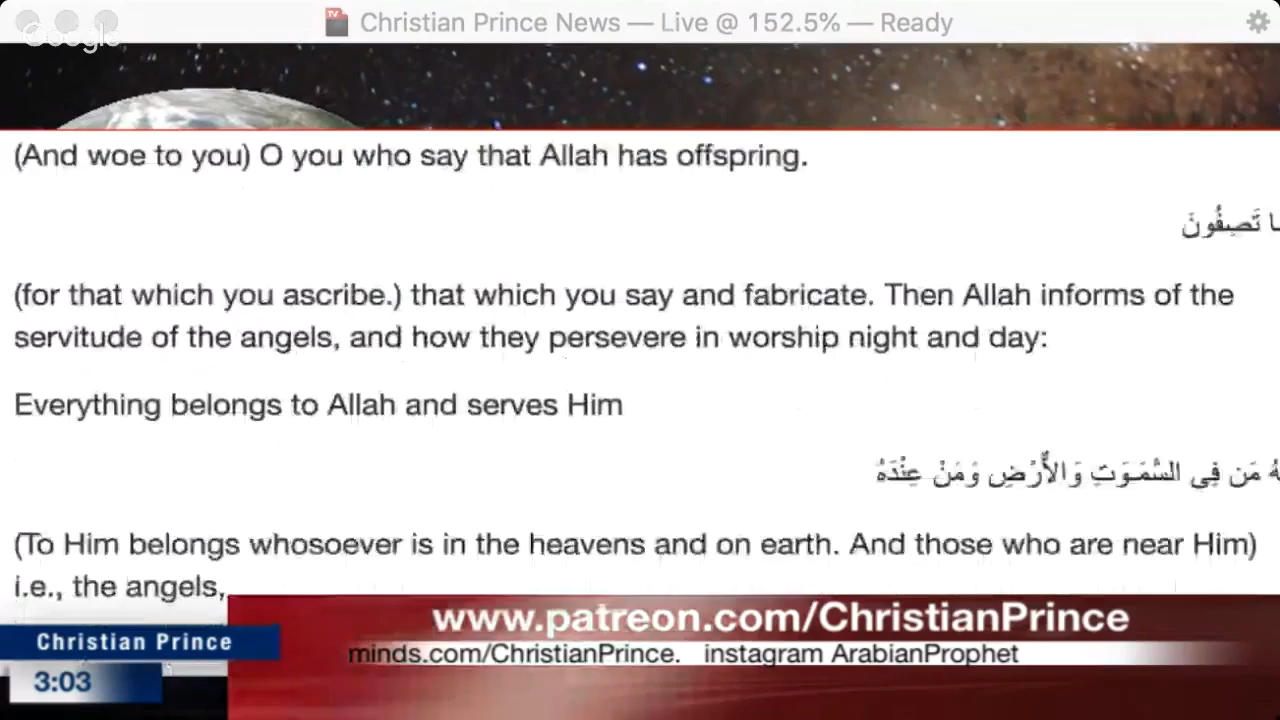 Christian Prince News — Live @ 152.5% — Ready
Google
(And woe to you) O you who say that Allah has offspring.
تَصِفُونَ
(for that which you ascribe.) that which you say and fabricate. Then Allah informs of the
servitude of the angels, and how they persevere in worship night and day:
Everything belongs to Allah and serves Him
مَن فِى السَّمَـوَتِ وَالاٌّرْضِ وَمَنْ عِنْدَهُ
(To Him belongs whosoever is in the heavens and on earth. And those who are near Him)
i.e., the angels,
www.patreon.com/ChristianPrince
Christian Prince
minds.com/ChristianPrince. instagram ArabianProphet
3:03